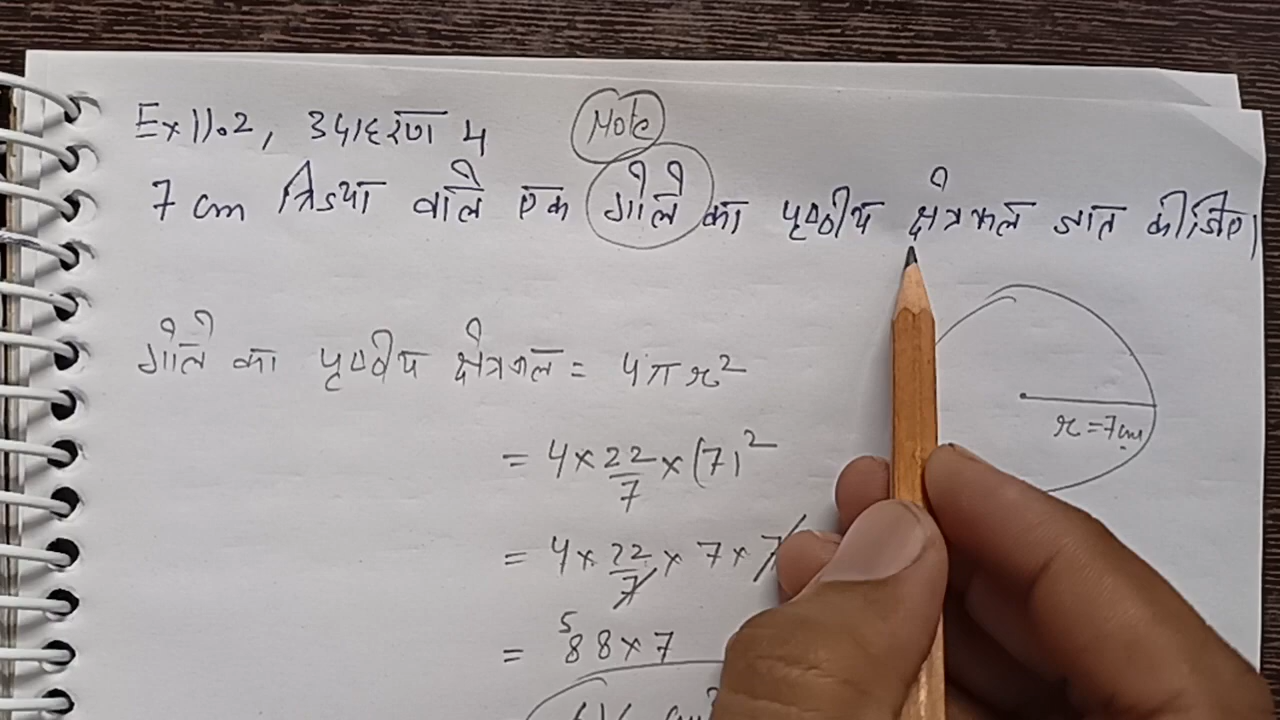 Ex 11.2, उदाहरण 4
Note
7 cm त्रिज्या वाले एक गोले का पृष्ठीय क्षेत्रफल ज्ञात कीजिए।
गोले का पृष्ठीय क्षेत्रफल = 4πr²
r = 7cm
= 4 × 22/7 × (7)²
= 4 × 22/7 × 7 × 7
5
= 88 × 7